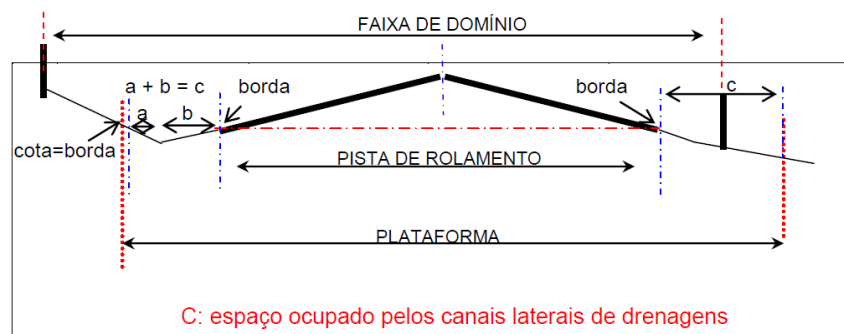 FAIXA DE DOMÍNIO
a + b = c
borda
borda
c
a
b
cota=borda
PISTA DE ROLAMENTO
PLATAFORMA
C: espaço ocupado pelos canais laterais de drenagens